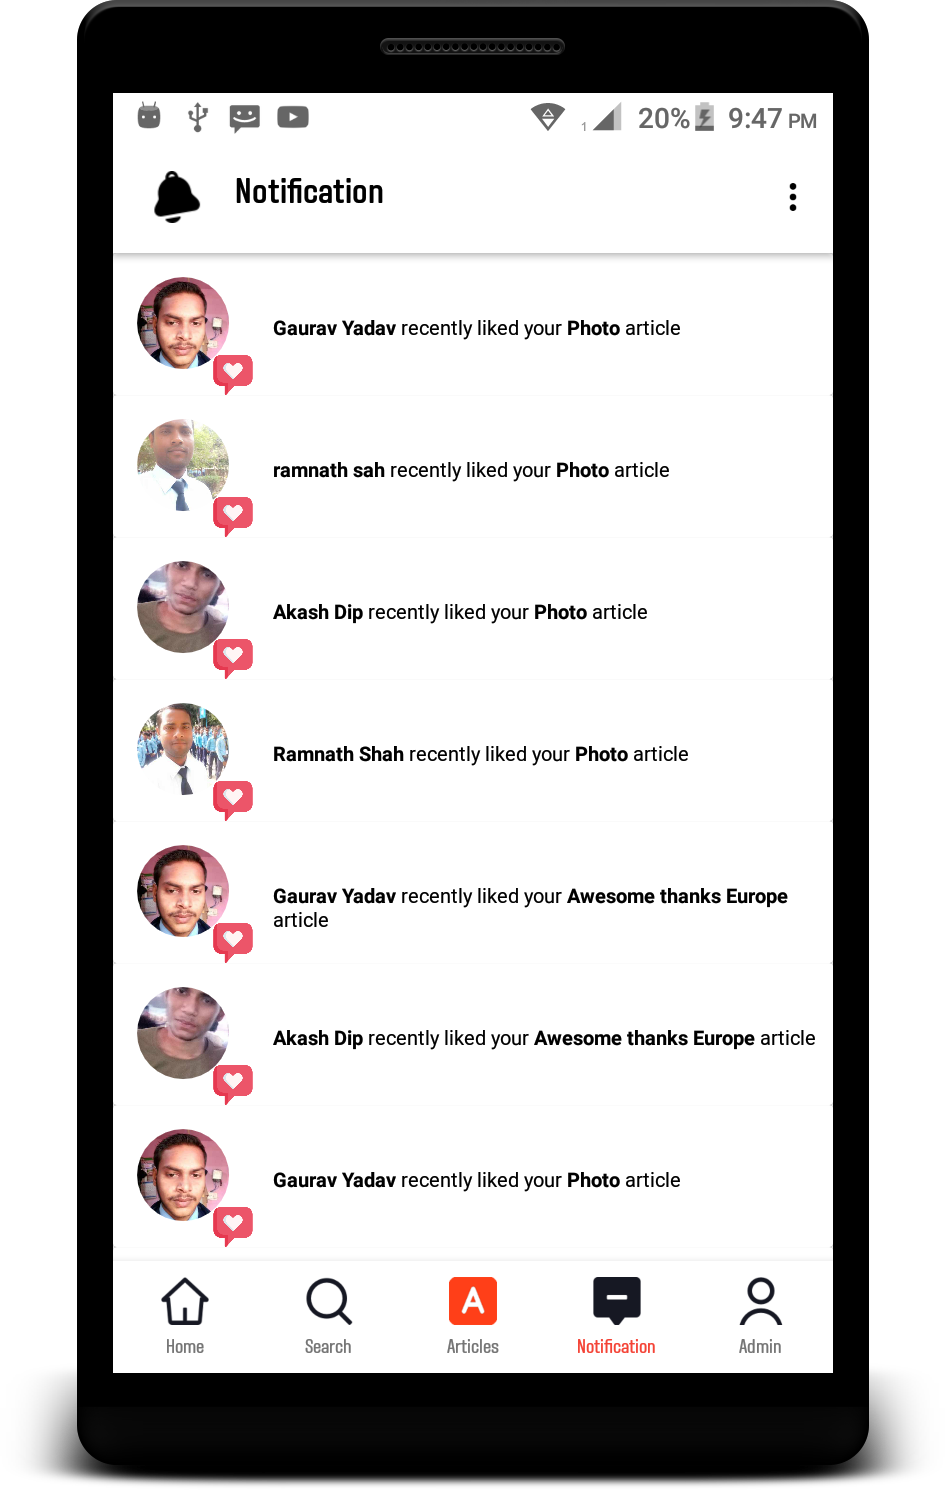 1 20% 9:47 PM
Notification
Gaurav Yadav recently liked your Photo article
ramnath sah recently liked your Photo article
Akash Dip recently liked your Photo article
Ramnath Shah recently liked your Photo article
Gaurav Yadav recently liked your Awesome thanks Europe
article
Akash Dip recently liked your Awesome thanks Europe article
Gaurav Yadav recently liked your Photo article
A
Home Search Articles Notification Admin